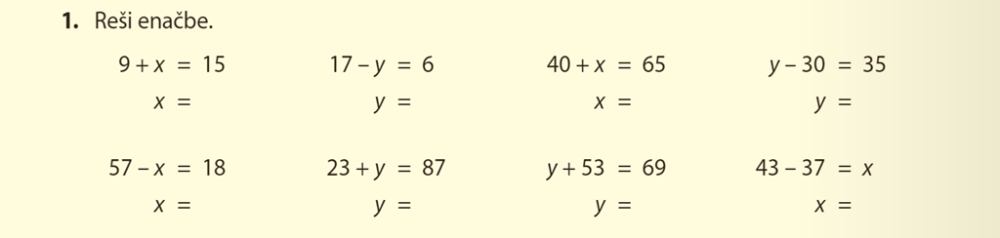 1. Reši enačbe.
9 + x = 15 17 – y = 6 40 + x = 65 y – 30 = 35
x = y = x = y =
57 – x = 18 23 + y = 87 y + 53 = 69 43 – 37 = x
x = y = y = x =